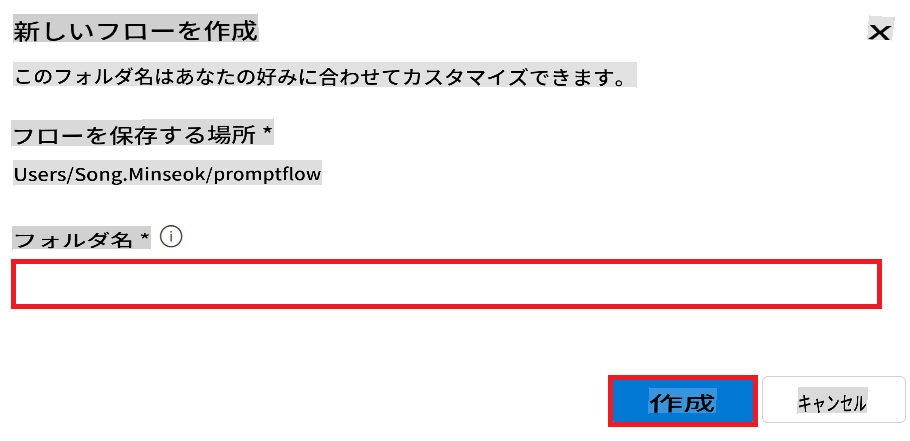 新しいフローを作成
×
このフォルダ名はあなたの好みに合わせてカスタマイズできます。
フローを保存する場所 *
Users/Song.Minseok/promptflow
フォルダ名 *
作成
キャンセル